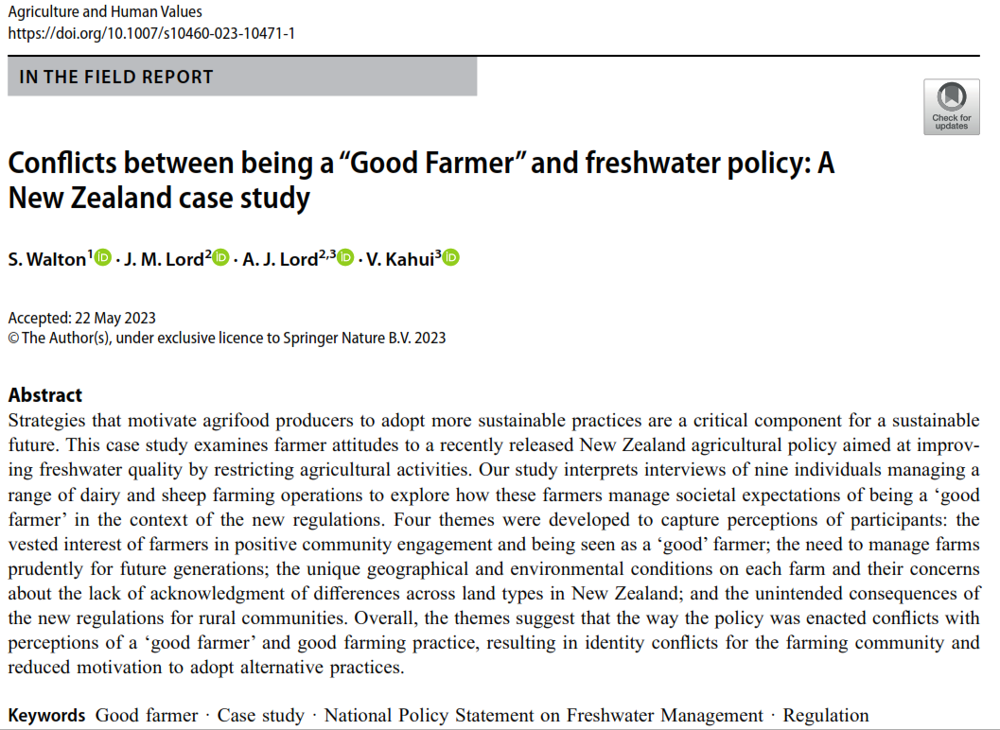 Agriculture and Human Values
https://doi.org/10.1007/s10460-023-10471-1
IN THE FIELD REPORT
Check for
updates
Conflicts between being a “Good Farmer” and freshwater policy: A
New Zealand case study
S. Walton1 iD · J. M. Lord2 iD · A. J. Lord2,3 iD · V. Kahui3 iD
Accepted: 22 May 2023
© The Author(s), under exclusive licence to Springer Nature B.V. 2023
Abstract
Strategies that motivate agrifood producers to adopt more sustainable practices are a critical component for a sustainable
future. This case study examines farmer attitudes to a recently released New Zealand agricultural policy aimed at improv-
ing freshwater quality by restricting agricultural activities. Our study interprets interviews of nine individuals managing a
range of dairy and sheep farming operations to explore how these farmers manage societal expectations of being a ‘good
farmer’ in the context of the new regulations. Four themes were developed to capture perceptions of participants: the
vested interest of farmers in positive community engagement and being seen as a ‘good’ farmer; the need to manage farms
prudently for future generations; the unique geographical and environmental conditions on each farm and their concerns
about the lack of acknowledgment of differences across land types in New Zealand; and the unintended consequences of
the new regulations for rural communities. Overall, the themes suggest that the way the policy was enacted conflicts with
perceptions of a ‘good farmer’ and good farming practice, resulting in identity conflicts for the farming community and
reduced motivation to adopt alternative practices.
Keywords Good farmer · Case study · National Policy Statement on Freshwater Management · Regulation